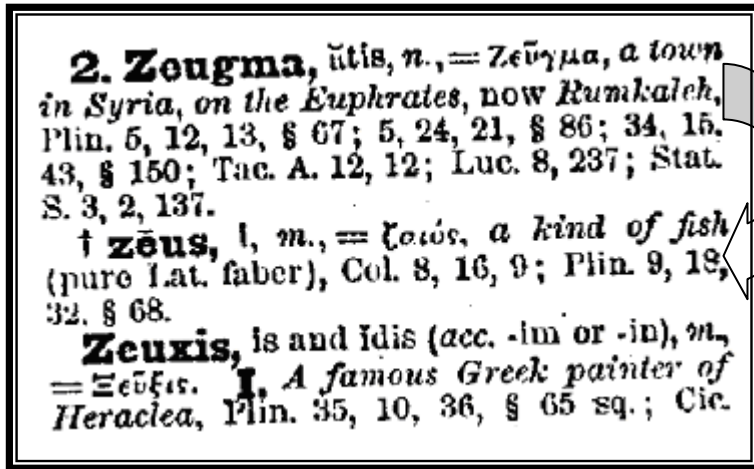 2. Zeugma, ătis, n., = Ζεῦγμα, a town
in Syria, on the Euphrates, now Rumkaleh,
Plin. 5, 12, 13, § 67; 5, 24, 21, § 86; 34, 15,
43, § 150; Tac. A. 12, 12; Luc. 8, 237; Stat.
S. 3, 2, 137.
† zēus, i, m., = ζαιός, a kind of fish
(pure Lat. faber), Col. 8, 16, 9; Plin. 9, 18,
32, § 68.
Zeuxis, is and ĭdis (acc. -im or -in), m.,
= Ξεῦξις. I. A famous Greek painter of
Heraclea, Plin. 35, 10, 36, § 65 sq.; Cic.